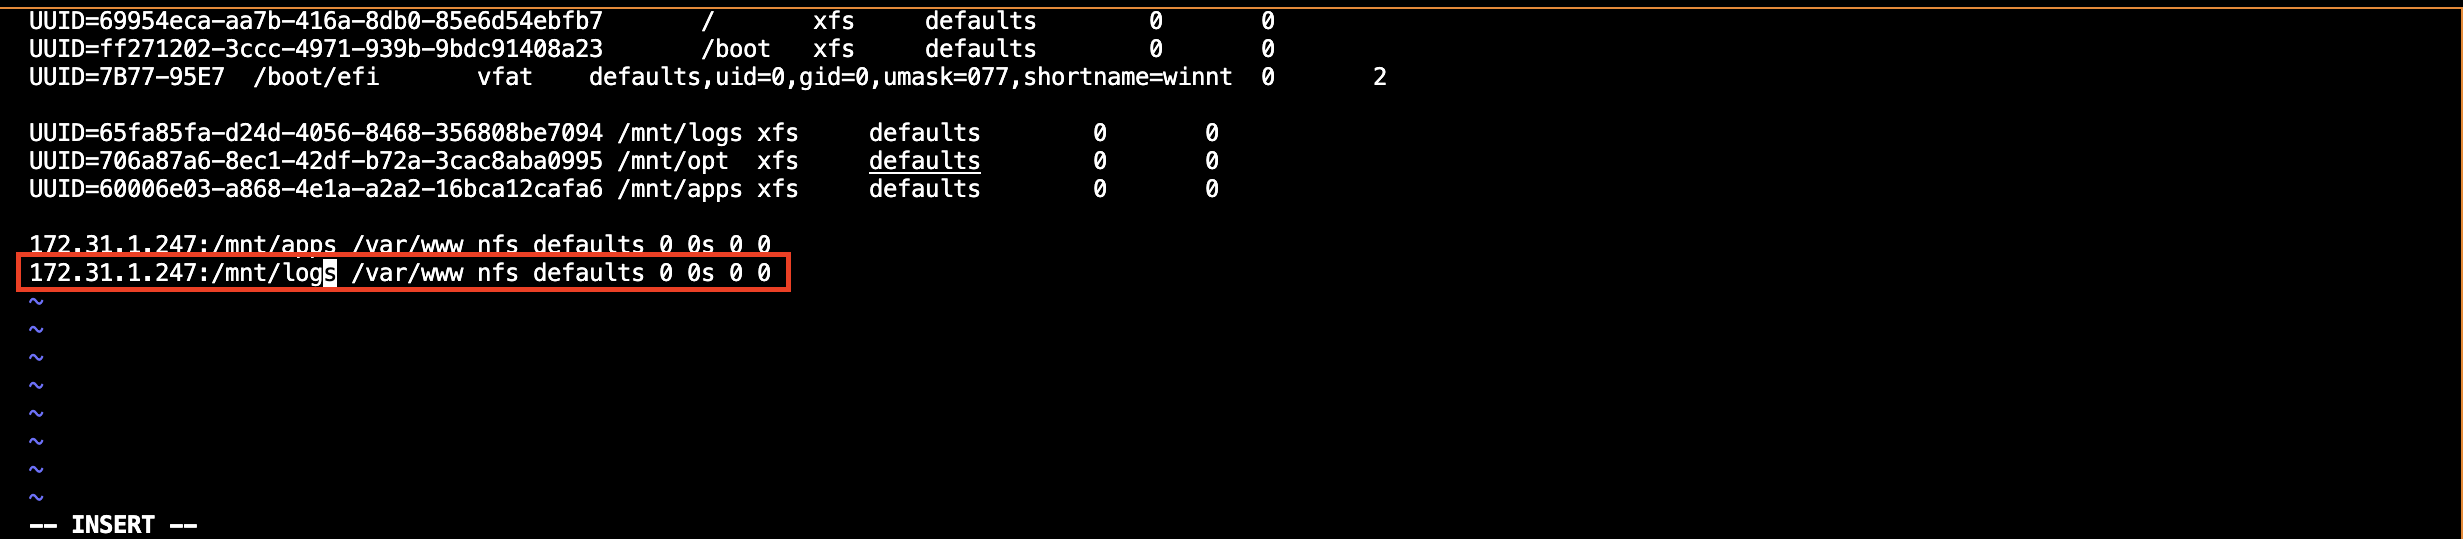 UUID=69954eca-aa7b-416a-8db0-85e6d54ebfb7       /       xfs     defaults        0       0
UUID=ff271202-3ccc-4971-939b-9bdc91408a23       /boot   xfs     defaults        0       0
UUID=7B77-95E7  /boot/efi       vfat    defaults,uid=0,gid=0,umask=077,shortname=winnt  0       2
UUID=65fa85fa-d24d-4056-8468-356808be7094 /mnt/logs xfs     defaults        0       0
UUID=706a87a6-8ec1-42df-b72a-3cac8aba0995 /mnt/opt  xfs     defaults        0       0
UUID=60006e03-a868-4e1a-a2a2-16bca12cafa6 /mnt/apps xfs     defaults        0       0
172.31.1.247:/mnt/apps /var/www nfs defaults 0 0s 0 0
172.31.1.247:/mnt/logs /var/www nfs defaults 0 0s 0 0
~
~
~
~
~
~
~
~
-- INSERT --